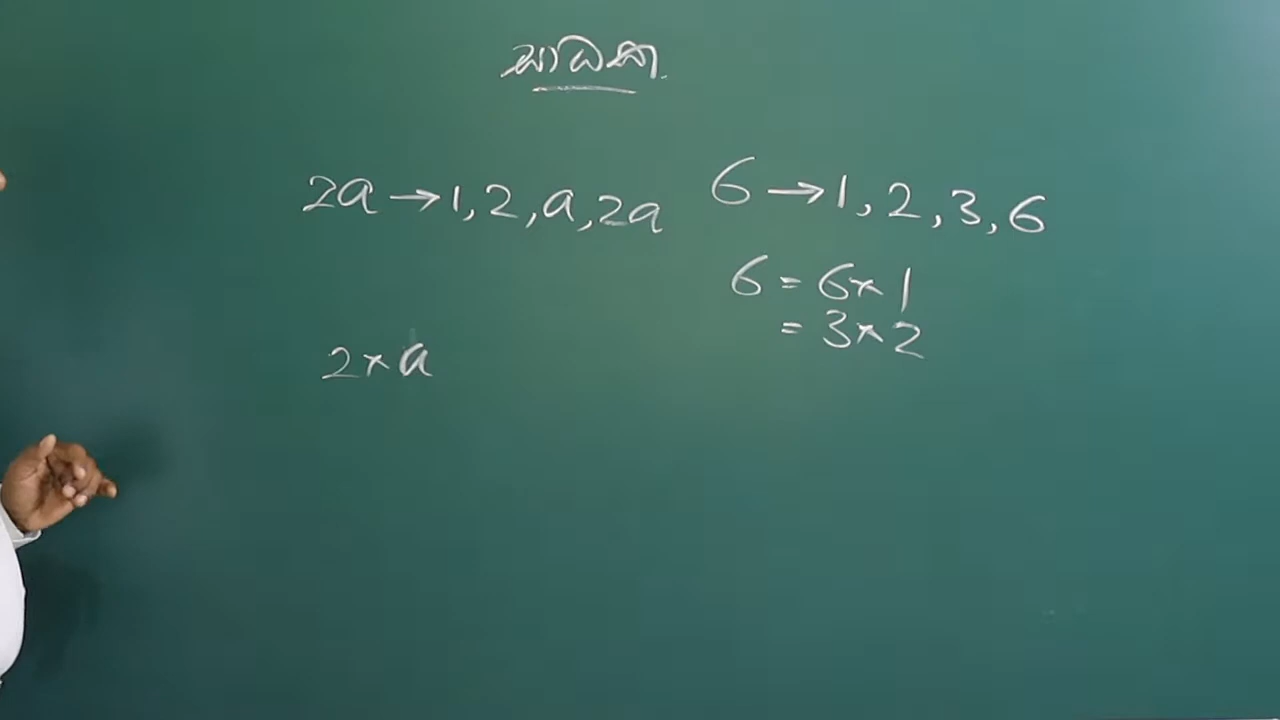 සාධක.
2a → 1, 2, a, 2a
6 → 1, 2, 3, 6
6 = 6 × 1
= 3 × 2
2 × a